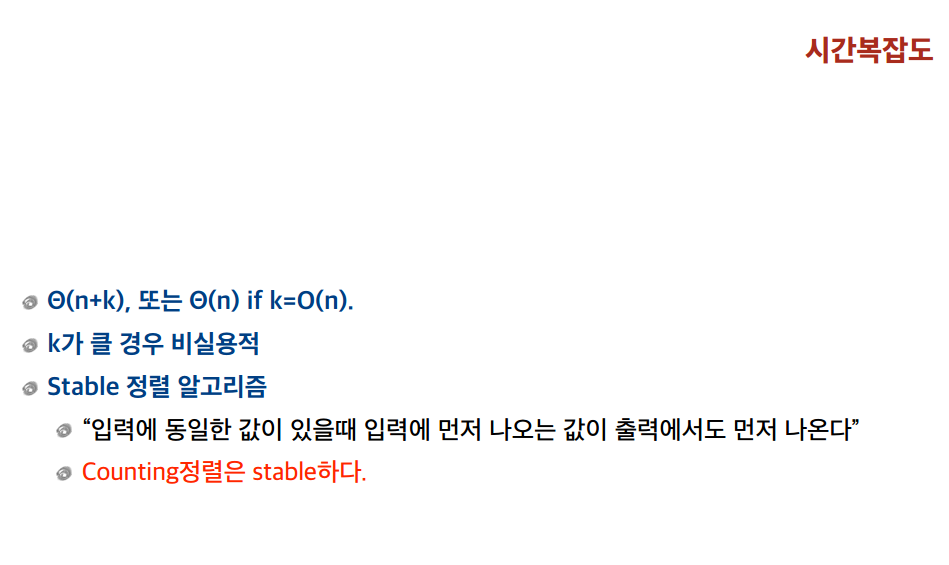 시간복잡도
Θ(n+k), 또는 Θ(n) if k=O(n).
k가 클 경우 비실용적
Stable 정렬 알고리즘
“입력에 동일한 값이 있을때 입력에 먼저 나오는 값이 출력에서도 먼저 나온다”
Counting정렬은 stable하다.